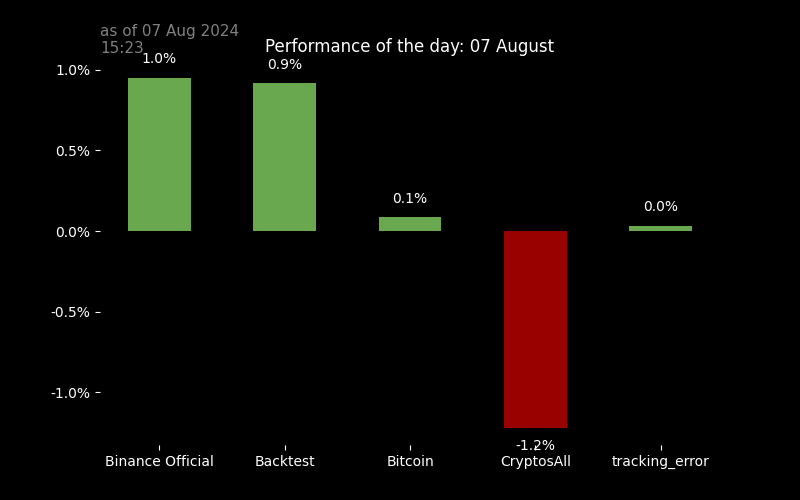 as of 07 Aug 2024
15:23
Performance of the day: 07 August
1.0%
0.5%
0.0%
-0.5%
-1.0%
1.0%
0.9%
0.1%
-1.2%
0.0%
Binance Official
Backtest
Bitcoin
CryptosAll
tracking_error